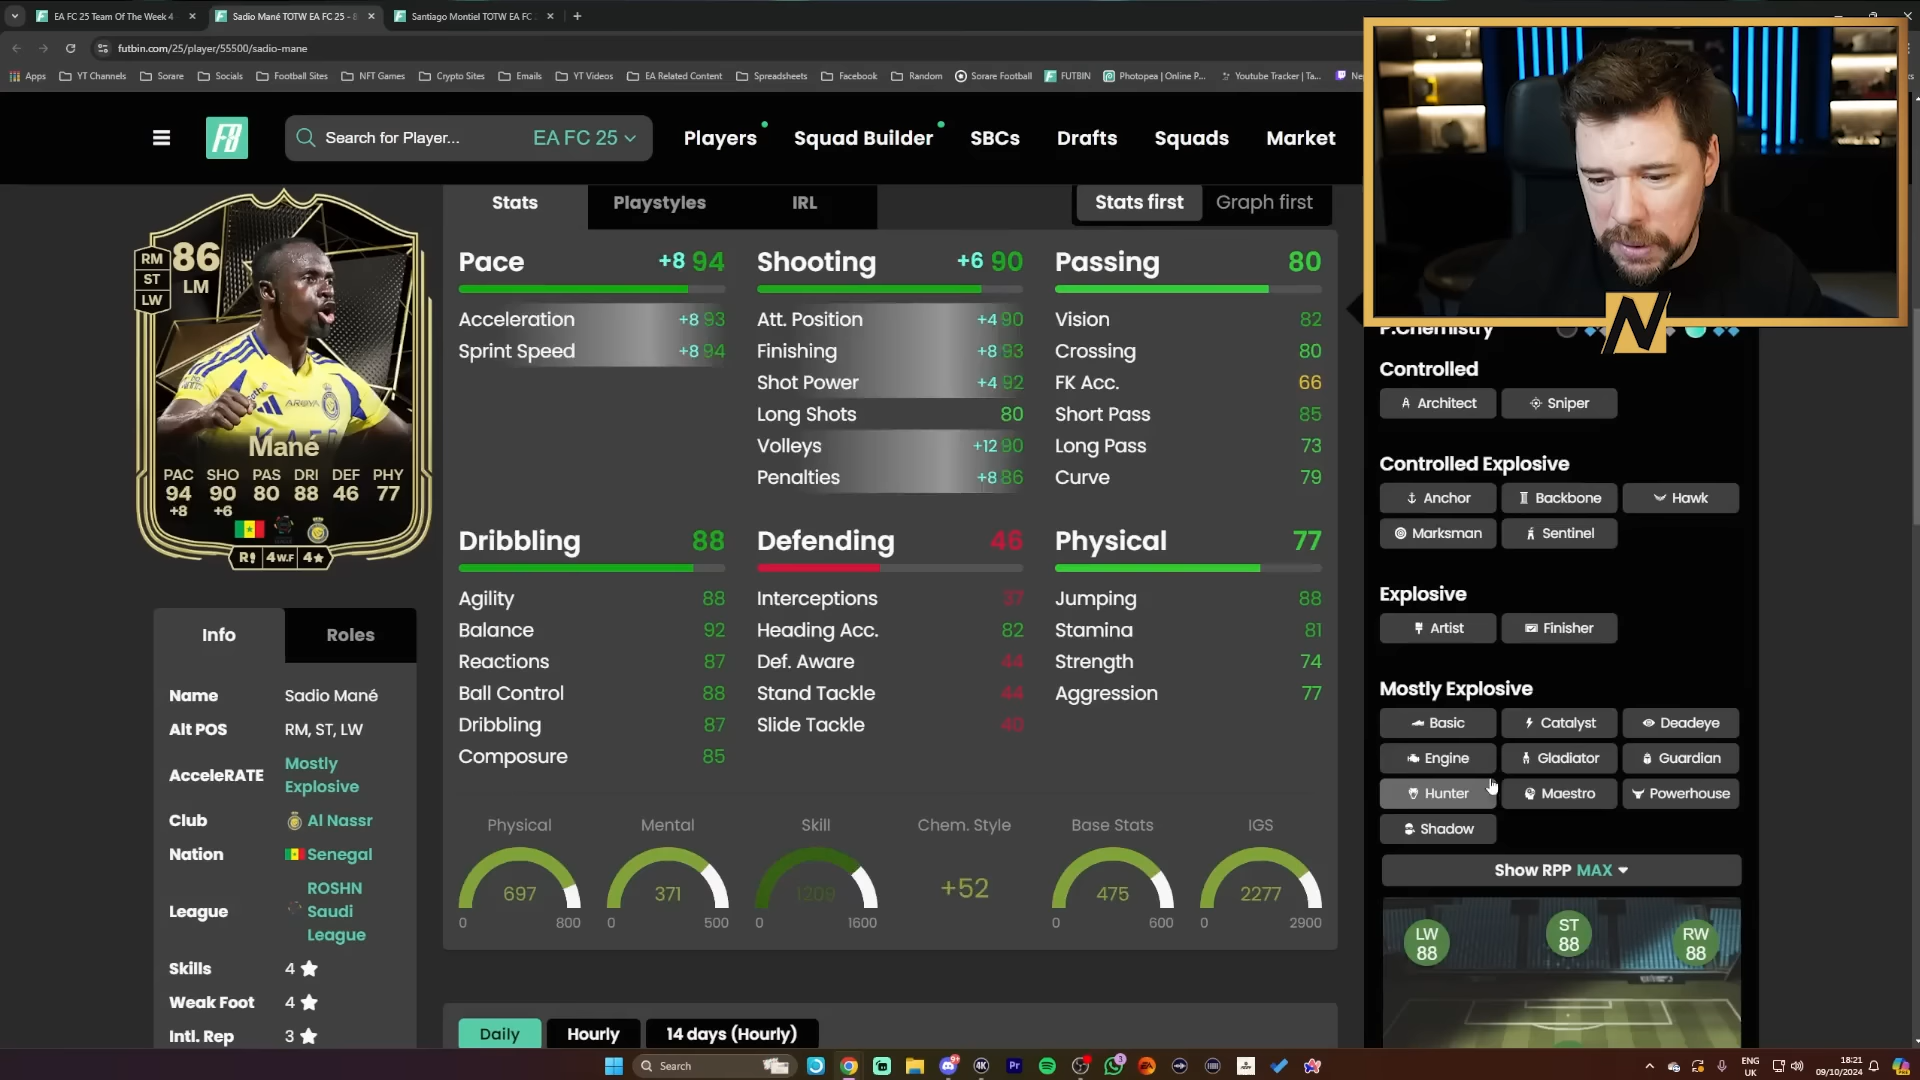 EA FC 25 Team Of The Week 4
Sadio Mané TOTW EA FC 25 - 8
Santiago Montiel TOTW EA FC
futbin.com/25/player/55500/sadio-mane
Apps YT Channels Sorare Socials Football Sites NFT Games Crypto Sites Emails YT Videos EA Related Content Spreadsheets Facebook Random Sorare Football FUTBIN Photopea | Online P... Youtube Tracker | Ta...
Search for Player... EA FC 25
Players Squad Builder SBCs Drafts Squads Market
Stats Playstyles IRL Stats first Graph first
RM 86
ST LM
LW
Mané
PAC SHO PAS DRI DEF PHY
94 90 80 88 46 77
+8 +6
4 W.F 4★
Pace +8 94
Acceleration +8 93
Sprint Speed +8 94
Shooting +6 90
Att. Position +4 90
Finishing +8 93
Shot Power +4 92
Long Shots 80
Volleys +12 90
Penalties +8 86
Passing 80
Vision 82
Crossing 80
FK Acc. 66
Short Pass 85
Long Pass 73
Curve 79
Dribbling 88
Agility 88
Balance 92
Reactions 87
Ball Control 88
Dribbling 87
Composure 85
Defending 46
Interceptions 37
Heading Acc. 82
Def. Aware 44
Stand Tackle 44
Slide Tackle 40
Physical 77
Jumping 88
Stamina 81
Strength 74
Aggression 77
Physical Mental Skill Chem. Style Base Stats IGS
697 371 1209 +52 475 2277
0 800 0 500 0 1600 0 600 0 2900
Daily Hourly 14 days (Hourly)
Info Roles
Name Sadio Mané
Alt POS RM, ST, LW
AcceleRATE Mostly
Explosive
Club Al Nassr
Nation Senegal
League ROSHN
Saudi
League
Skills 4 ★
Weak Foot 4 ★
Intl. Rep 3 ★
N
P.Chemistry
Controlled
Architect Sniper
Controlled Explosive
Anchor Backbone Hawk
Marksman Sentinel
Explosive
Artist Finisher
Mostly Explosive
Basic Catalyst Deadeye
Engine Gladiator Guardian
Hunter Maestro Powerhouse
Shadow
Show RPP MAX
LW 88
ST 88
RW 88
Search
ENG
UK
18:21
09/10/2024